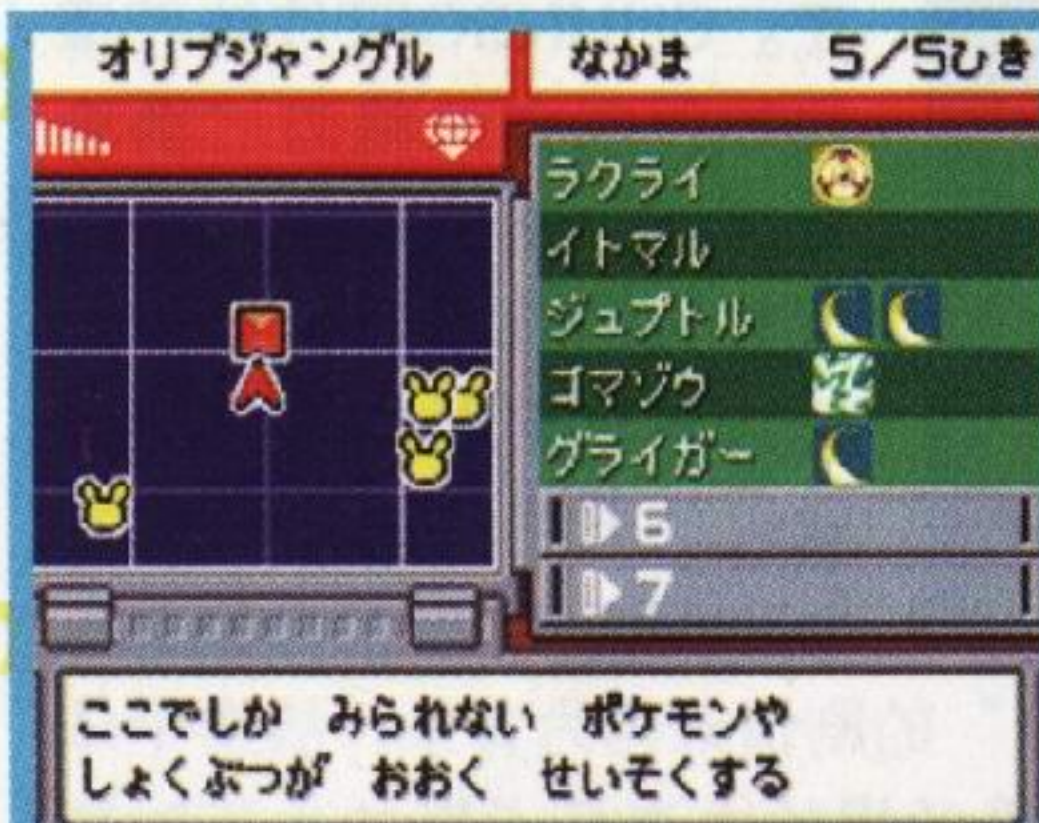 オリブジャングル
なかま 5/5ひき
ラクライ
イトマル
ジュプトル
ゴマゾウ
グライガー
6
7
ここでしか みられない ポケモンや
しょくぶつが おおく せいそくする